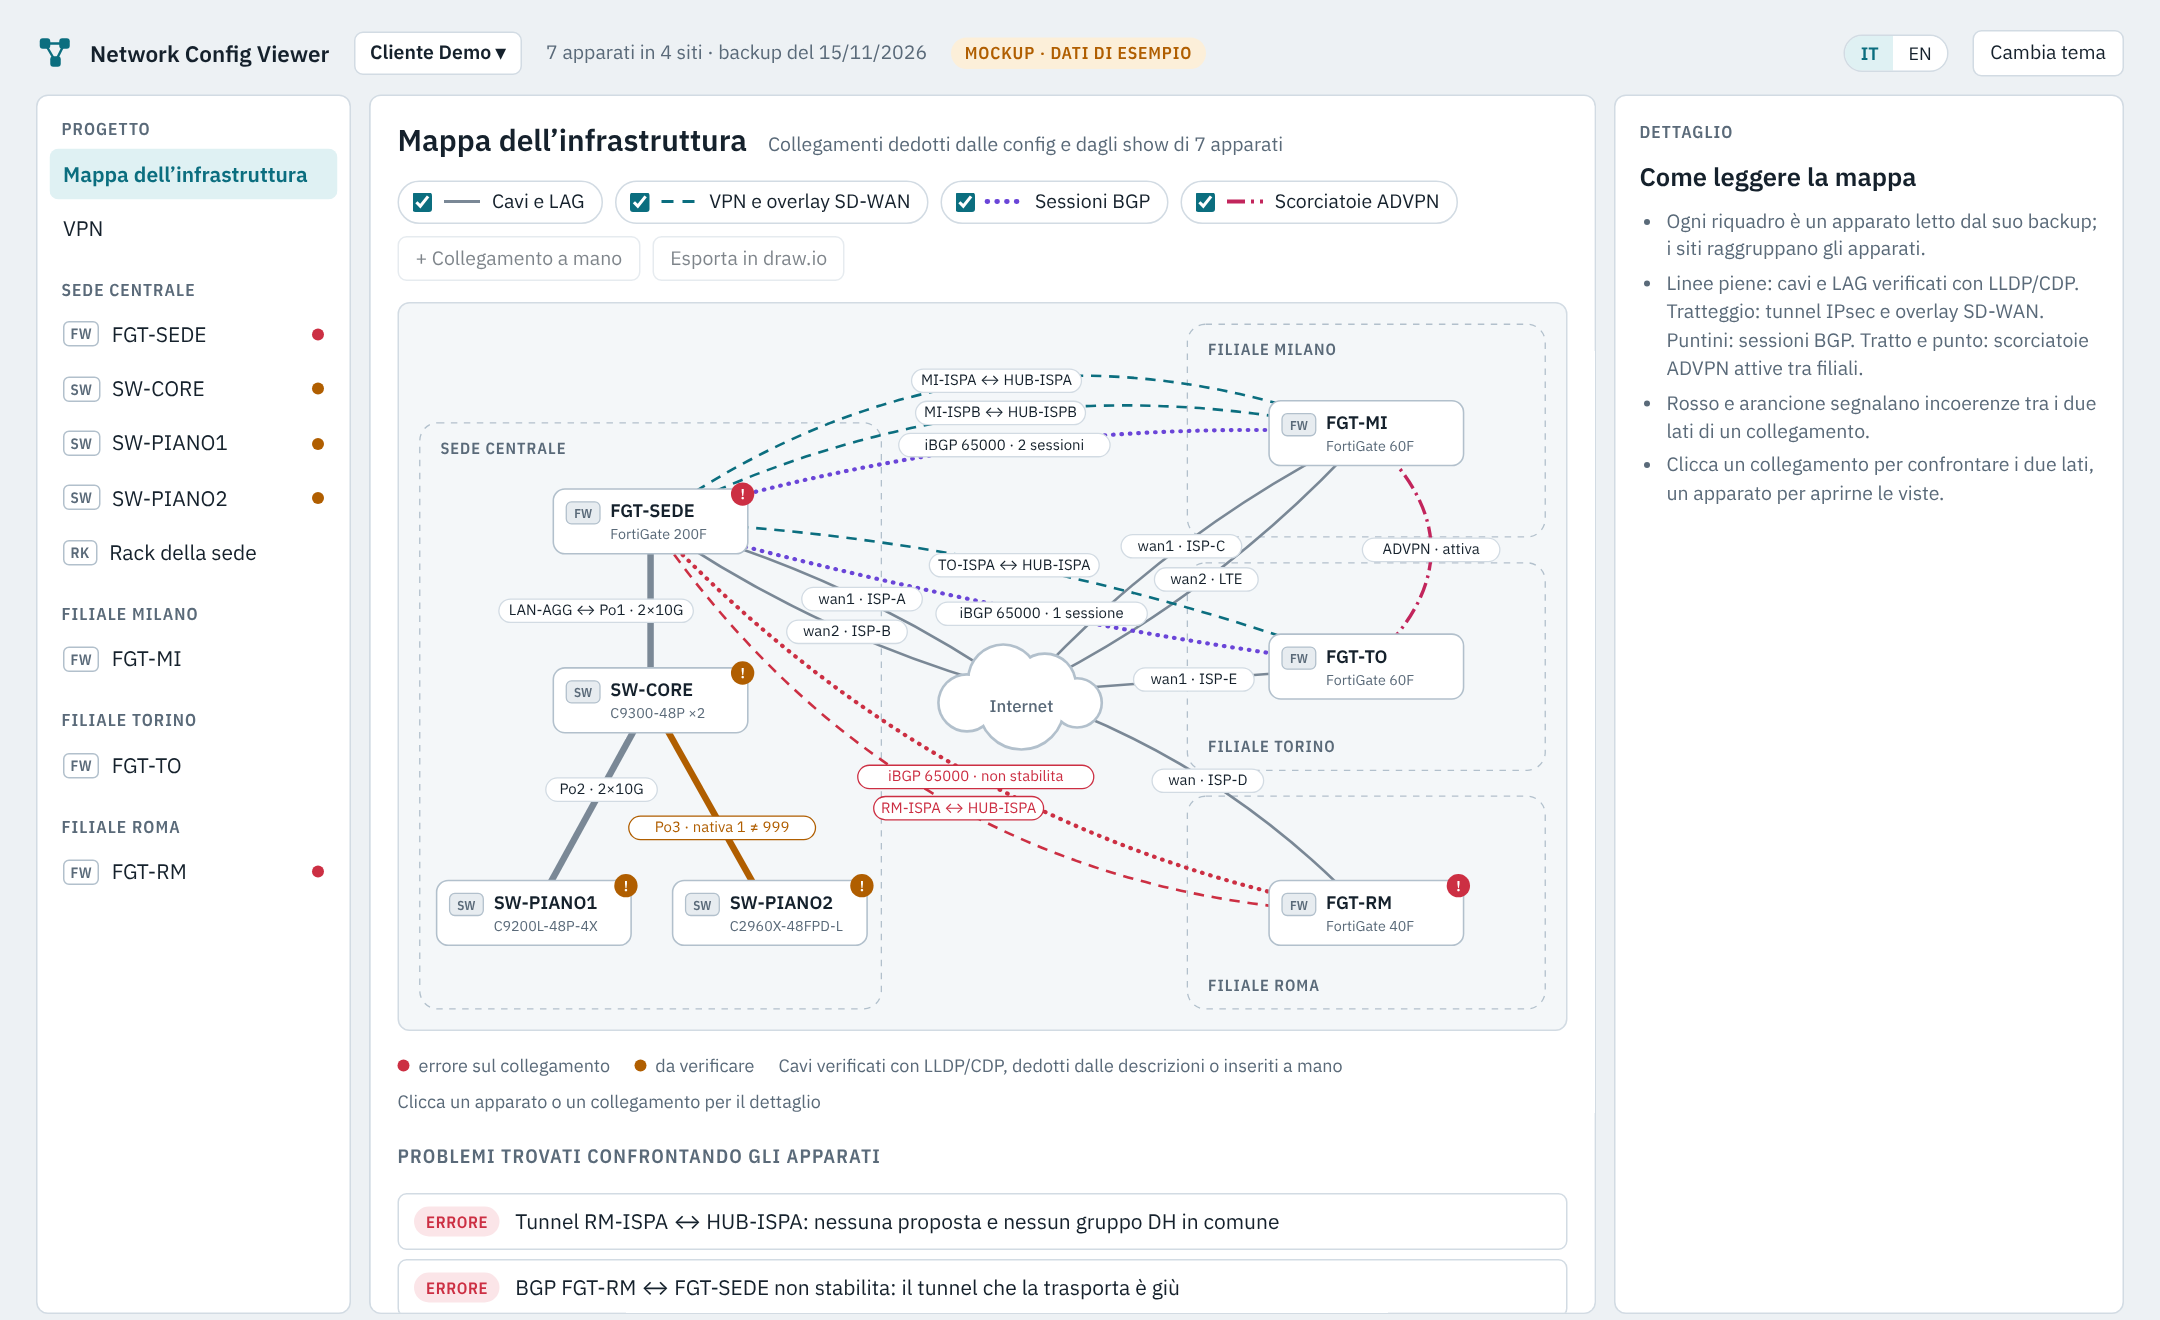 Network Config Viewer
Cliente Demo ▾
7 apparati in 4 siti · backup del 15/11/2026
MOCKUP · DATI DI ESEMPIO
IT
EN
Cambia tema
PROGETTO
Mappa dell’infrastruttura
VPN
SEDE CENTRALE
FW FGT-SEDE
SW SW-CORE
SW SW-PIANO1
SW SW-PIANO2
RK Rack della sede
FILIALE MILANO
FW FGT-MI
FILIALE TORINO
FW FGT-TO
FILIALE ROMA
FW FGT-RM
Mappa dell’infrastruttura
Collegamenti dedotti dalle config e dagli show di 7 apparati
Cavi e LAG
VPN e overlay SD-WAN
Sessioni BGP
Scorciatoie ADVPN
+ Collegamento a mano
Esporta in draw.io
FILIALE MILANO
MI-ISPA ↔ HUB-ISPA
MI-ISPB ↔ HUB-ISPB
iBGP 65000 · 2 sessioni
FW FGT-MI
FortiGate 60F
SEDE CENTRALE
FW FGT-SEDE !
FortiGate 200F
wan1 · ISP-C
ADVPN · attiva
TO-ISPA ↔ HUB-ISPA
wan2 · LTE
wan1 · ISP-A
LAN-AGG ↔ Po1 · 2×10G
iBGP 65000 · 1 sessione
wan2 · ISP-B
FW FGT-TO
FortiGate 60F
wan1 · ISP-E
SW SW-CORE !
C9300-48P ×2
Internet
FILIALE TORINO
iBGP 65000 · non stabilita
wan · ISP-D
Po2 · 2×10G
RM-ISPA ↔ HUB-ISPA
Po3 · nativa 1 ≠ 999
SW SW-PIANO1 !
C9200L-48P-4X
SW SW-PIANO2 !
C2960X-48FPD-L
FW FGT-RM !
FortiGate 40F
FILIALE ROMA
errore sul collegamento
da verificare
Cavi verificati con LLDP/CDP, dedotti dalle descrizioni o inseriti a mano
Clicca un apparato o un collegamento per il dettaglio
PROBLEMI TROVATI CONFRONTANDO GLI APPARATI
ERRORE Tunnel RM-ISPA ↔ HUB-ISPA: nessuna proposta e nessun gruppo DH in comune
ERRORE BGP FGT-RM ↔ FGT-SEDE non stabilita: il tunnel che la trasporta è giù
DETTAGLIO
Come leggere la mappa
• Ogni riquadro è un apparato letto dal suo backup;
i siti raggruppano gli apparati.
• Linee piene: cavi e LAG verificati con LLDP/CDP.
Tratteggio: tunnel IPsec e overlay SD-WAN.
Puntini: sessioni BGP. Tratto e punto: scorciatoie
ADVPN attive tra filiali.
• Rosso e arancione segnalano incoerenze tra i due
lati di un collegamento.
• Clicca un collegamento per confrontare i due lati,
un apparato per aprirne le viste.